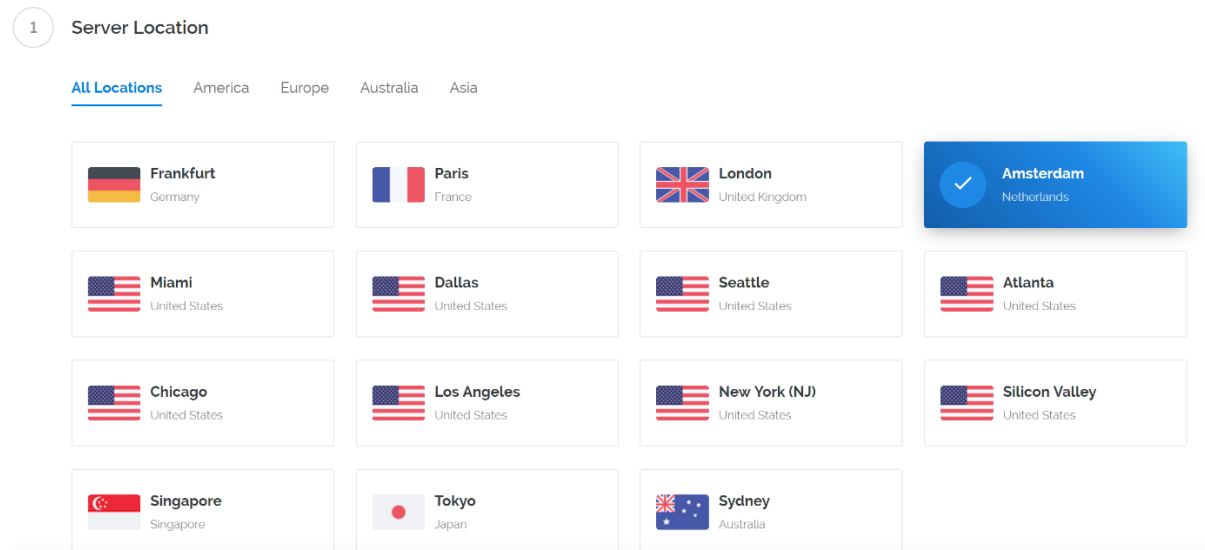 1 Server Location
All Locations America Europe Australia Asia
Frankfurt
Germany
Paris
France
London
United Kingdom
Amsterdam
Netherlands
Miami
United States
Dallas
United States
Seattle
United States
Atlanta
United States
Chicago
United States
Los Angeles
United States
New York (NJ)
United States
Silicon Valley
United States
Singapore
Singapore
Tokyo
Japan
Sydney
Australia